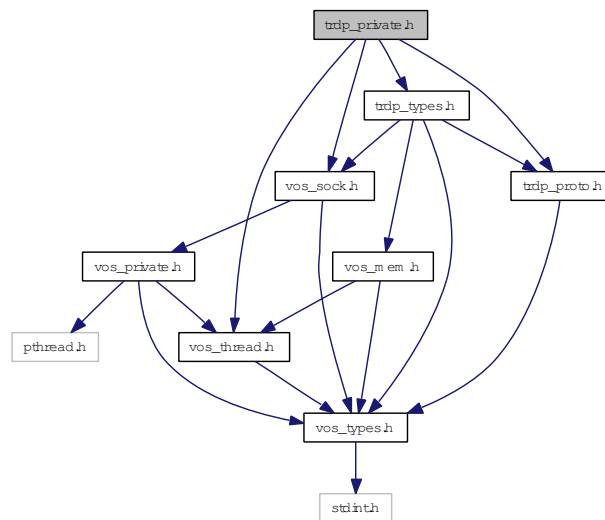 trdp_private.h
trdp_types.h
vos_sock.h
trdp_proto.h
vos_private.h
vos_mem.h
pthread.h
vos_thread.h
vos_types.h
stdint.h